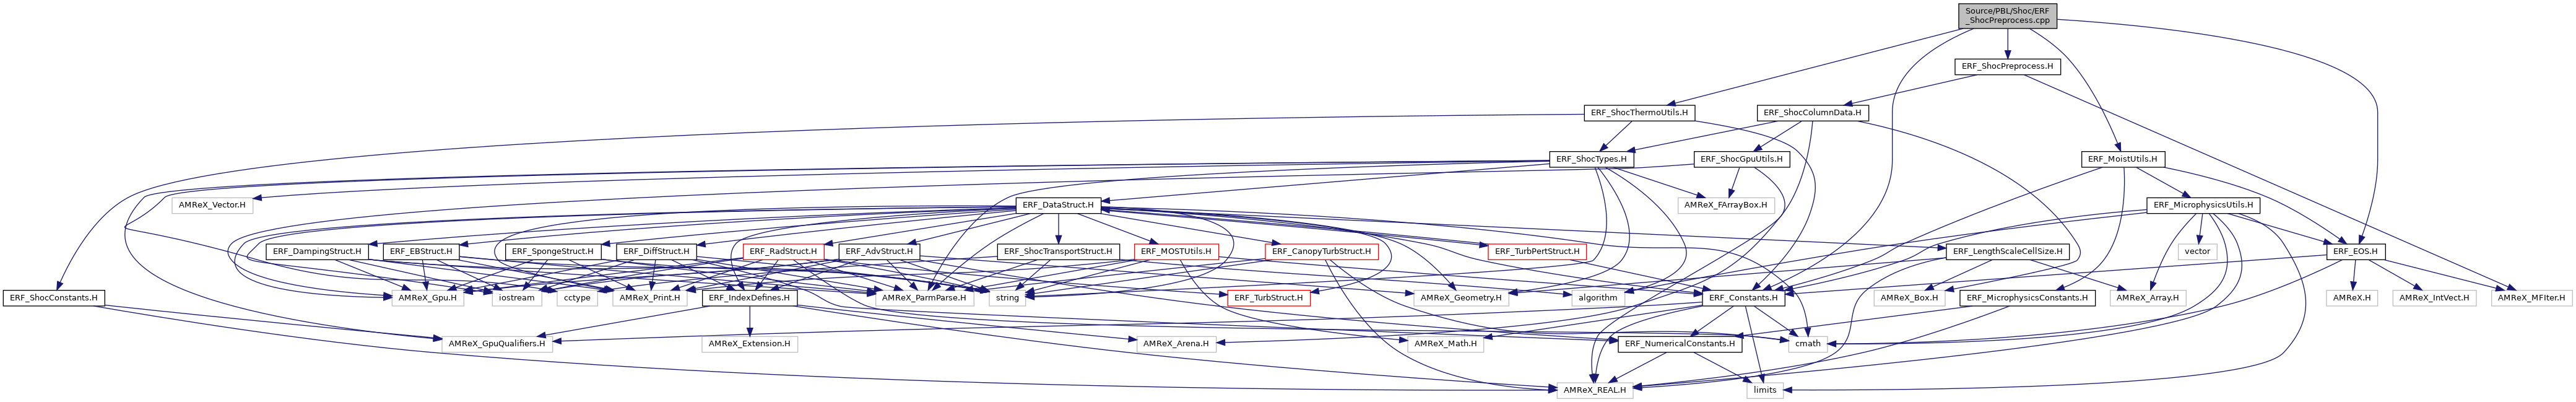 Source/PBL/Shoc/ERF
_ShocPreprocess.cpp
ERF_ShocPreprocess.H
ERF_ShocThermoUtils.H
ERF_ShocColumnData.H
ERF_ShocTypes.H
ERF_ShocGpuUtils.H
ERF_MoistUtils.H
AMReX_Vector.H
ERF_DataStruct.H
AMReX_FArrayBox.H
ERF_MicrophysicsUtils.H
ERF_DampingStruct.H
ERF_EBStruct.H
ERF_SpongeStruct.H
ERF_DiffStruct.H
ERF_RadStruct.H
ERF_AdvStruct.H
ERF_ShocTransportStruct.H
ERF_MOSTUtils.H
ERF_CanopyTurbStruct.H
ERF_TurbPertStruct.H
ERF_LengthScaleCellSize.H
vector
ERF_EOS.H
ERF_ShocConstants.H
AMReX_Gpu.H
iostream
cctype
AMReX_Print.H
ERF_IndexDefines.H
AMReX_ParmParse.H
string
ERF_TurbStruct.H
AMReX_Geometry.H
algorithm
ERF_Constants.H
AMReX_Box.H
ERF_MicrophysicsConstants.H
AMReX_Array.H
AMReX.H
AMReX_IntVect.H
AMReX_MFIter.H
AMReX_GpuQualifiers.H
AMReX_Extension.H
AMReX_Arena.H
AMReX_Math.H
ERF_NumericalConstants.H
cmath
AMReX_REAL.H
limits